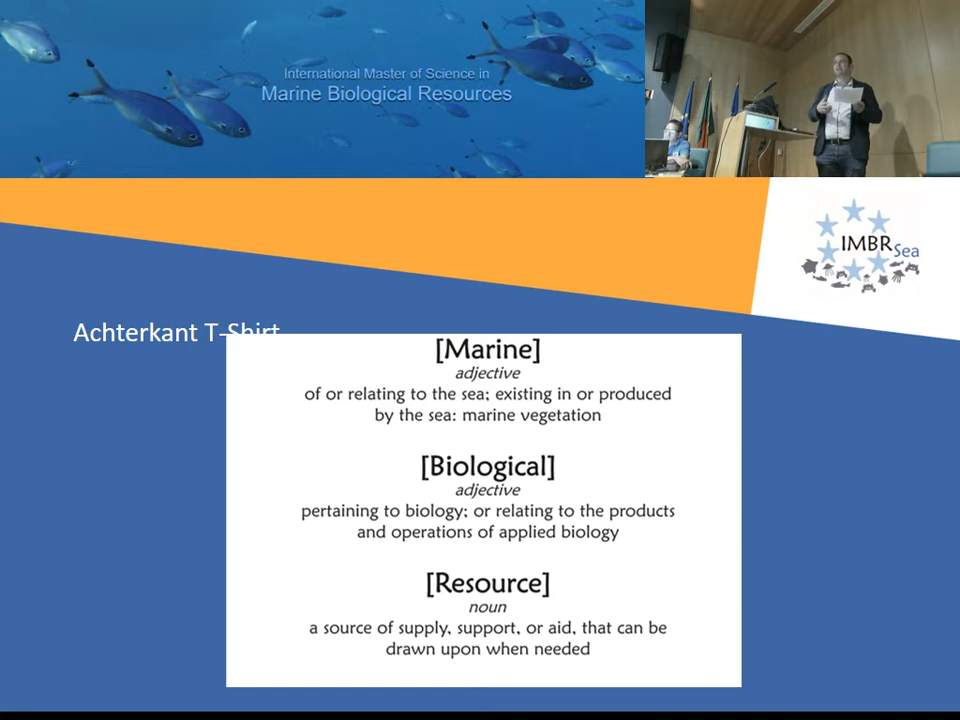 International Master of Science in
Marine Biological Resources
IMBRSea
Achterkant T-Shirt
[Marine]
adjective
of or relating to the sea; existing in or produced
by the sea: marine vegetation
[Biological]
adjective
pertaining to biology; or relating to the products
and operations of applied biology
[Resource]
noun
a source of supply, support, or aid, that can be
drawn upon when needed